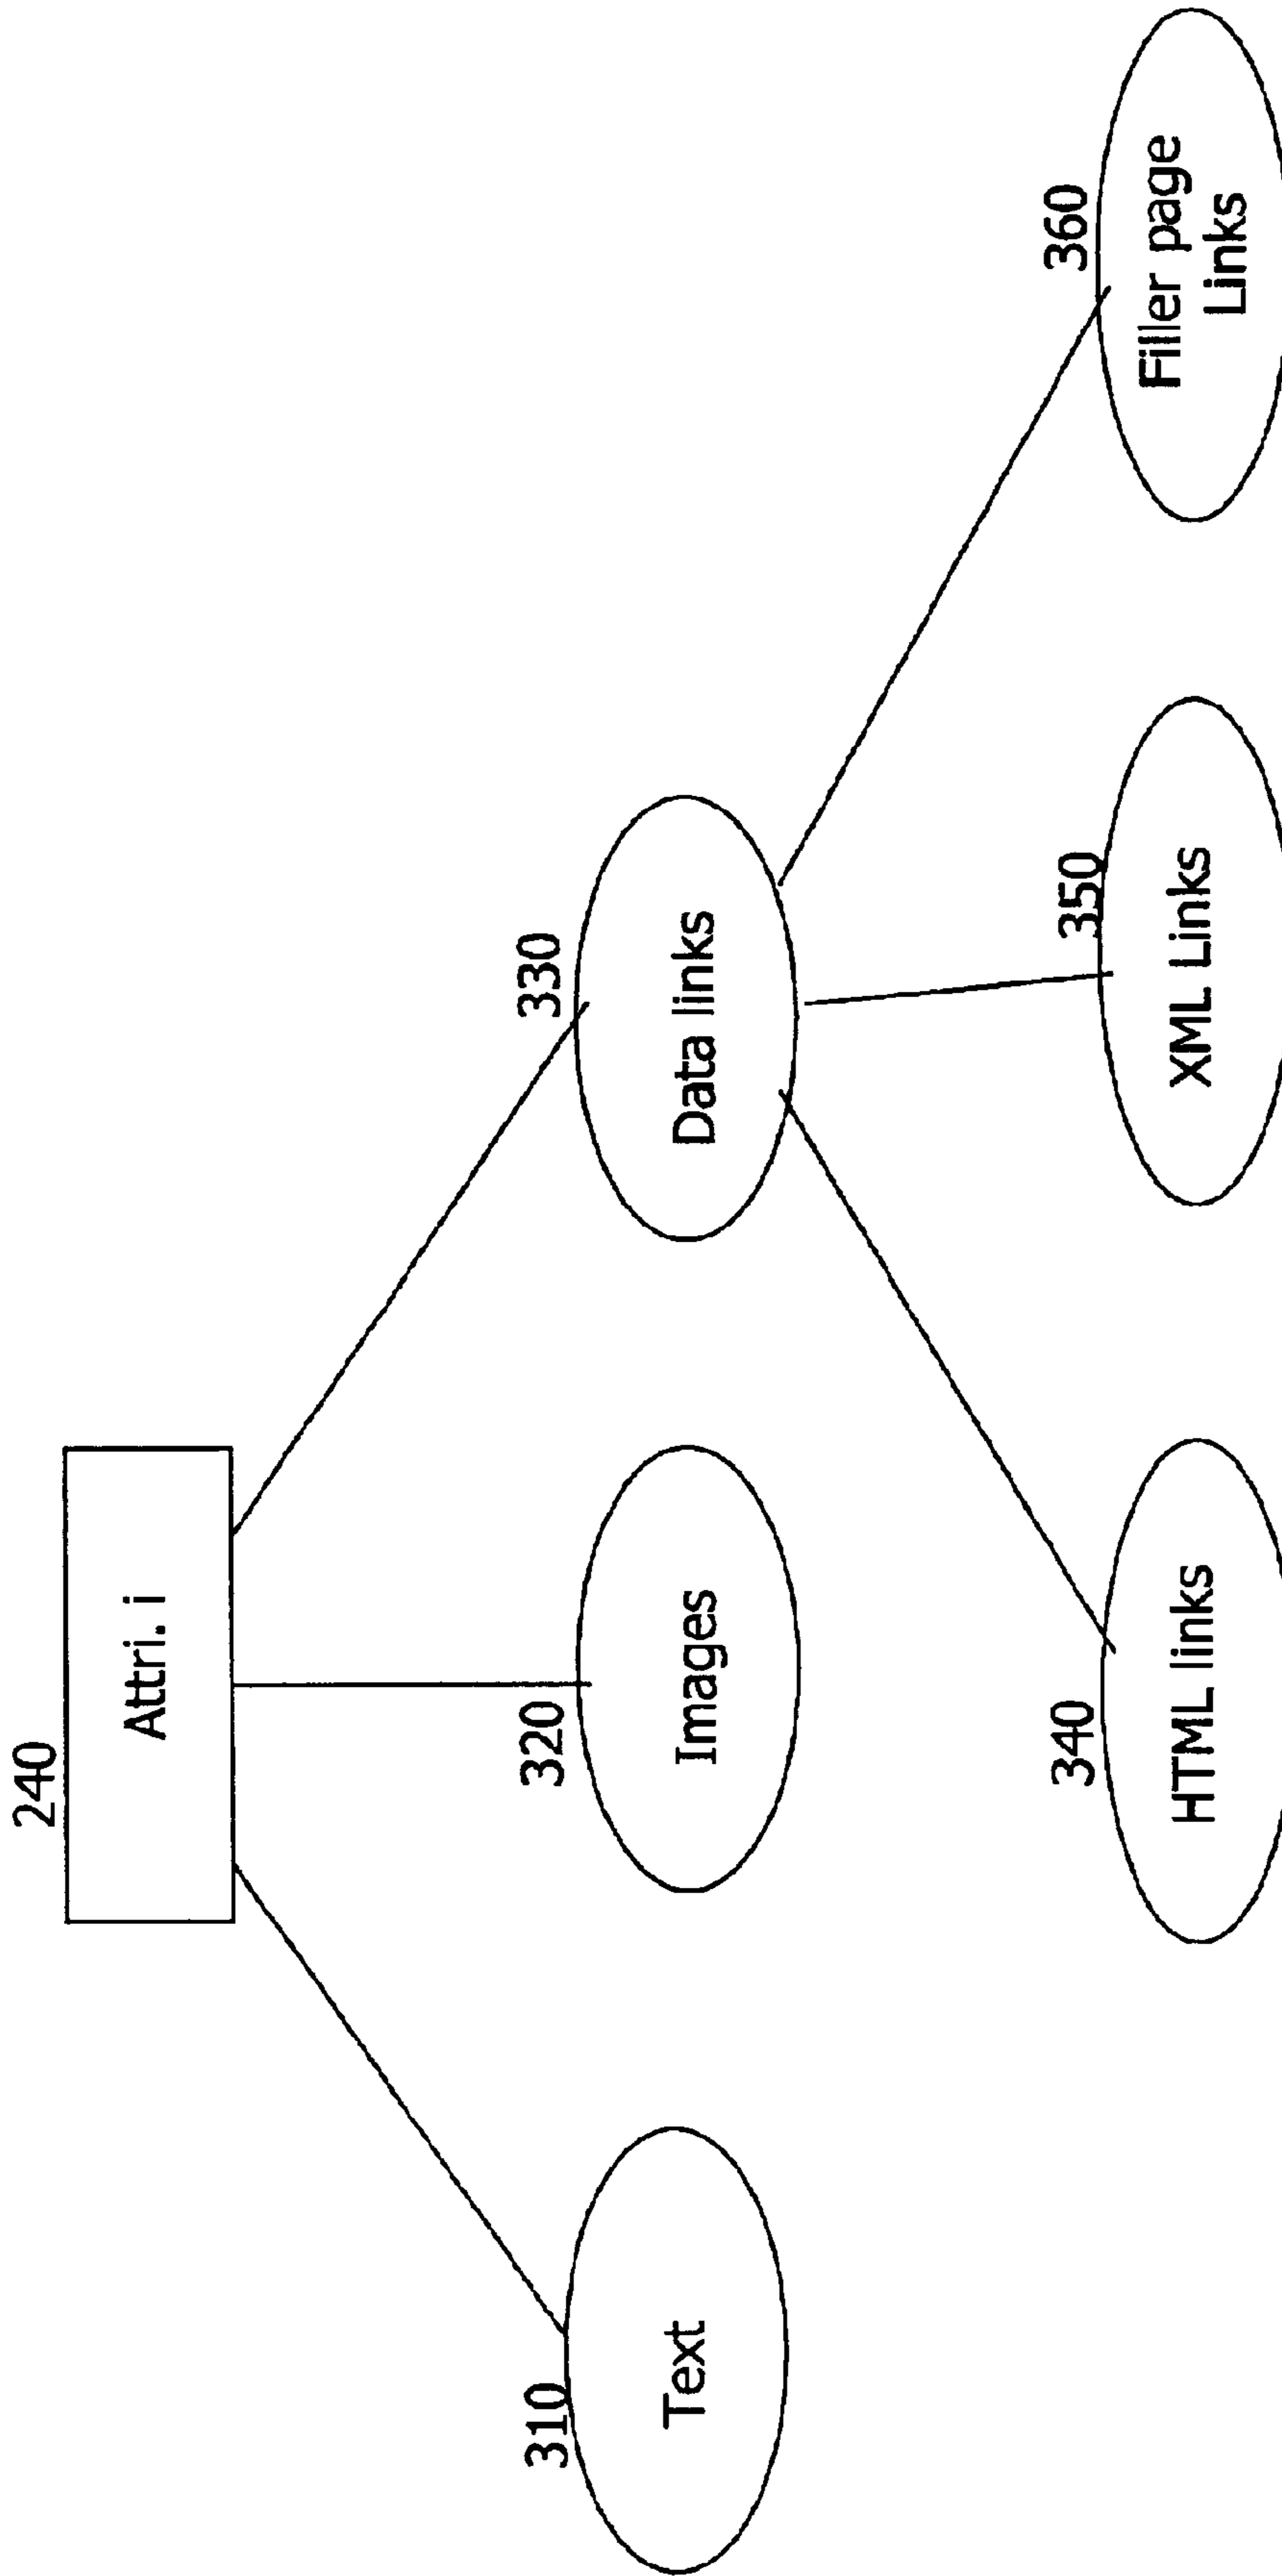 240
Attri. i
310
Text
320
Images
330
Data links
340
HTML links
350
XML Links
360
Filler page
Links